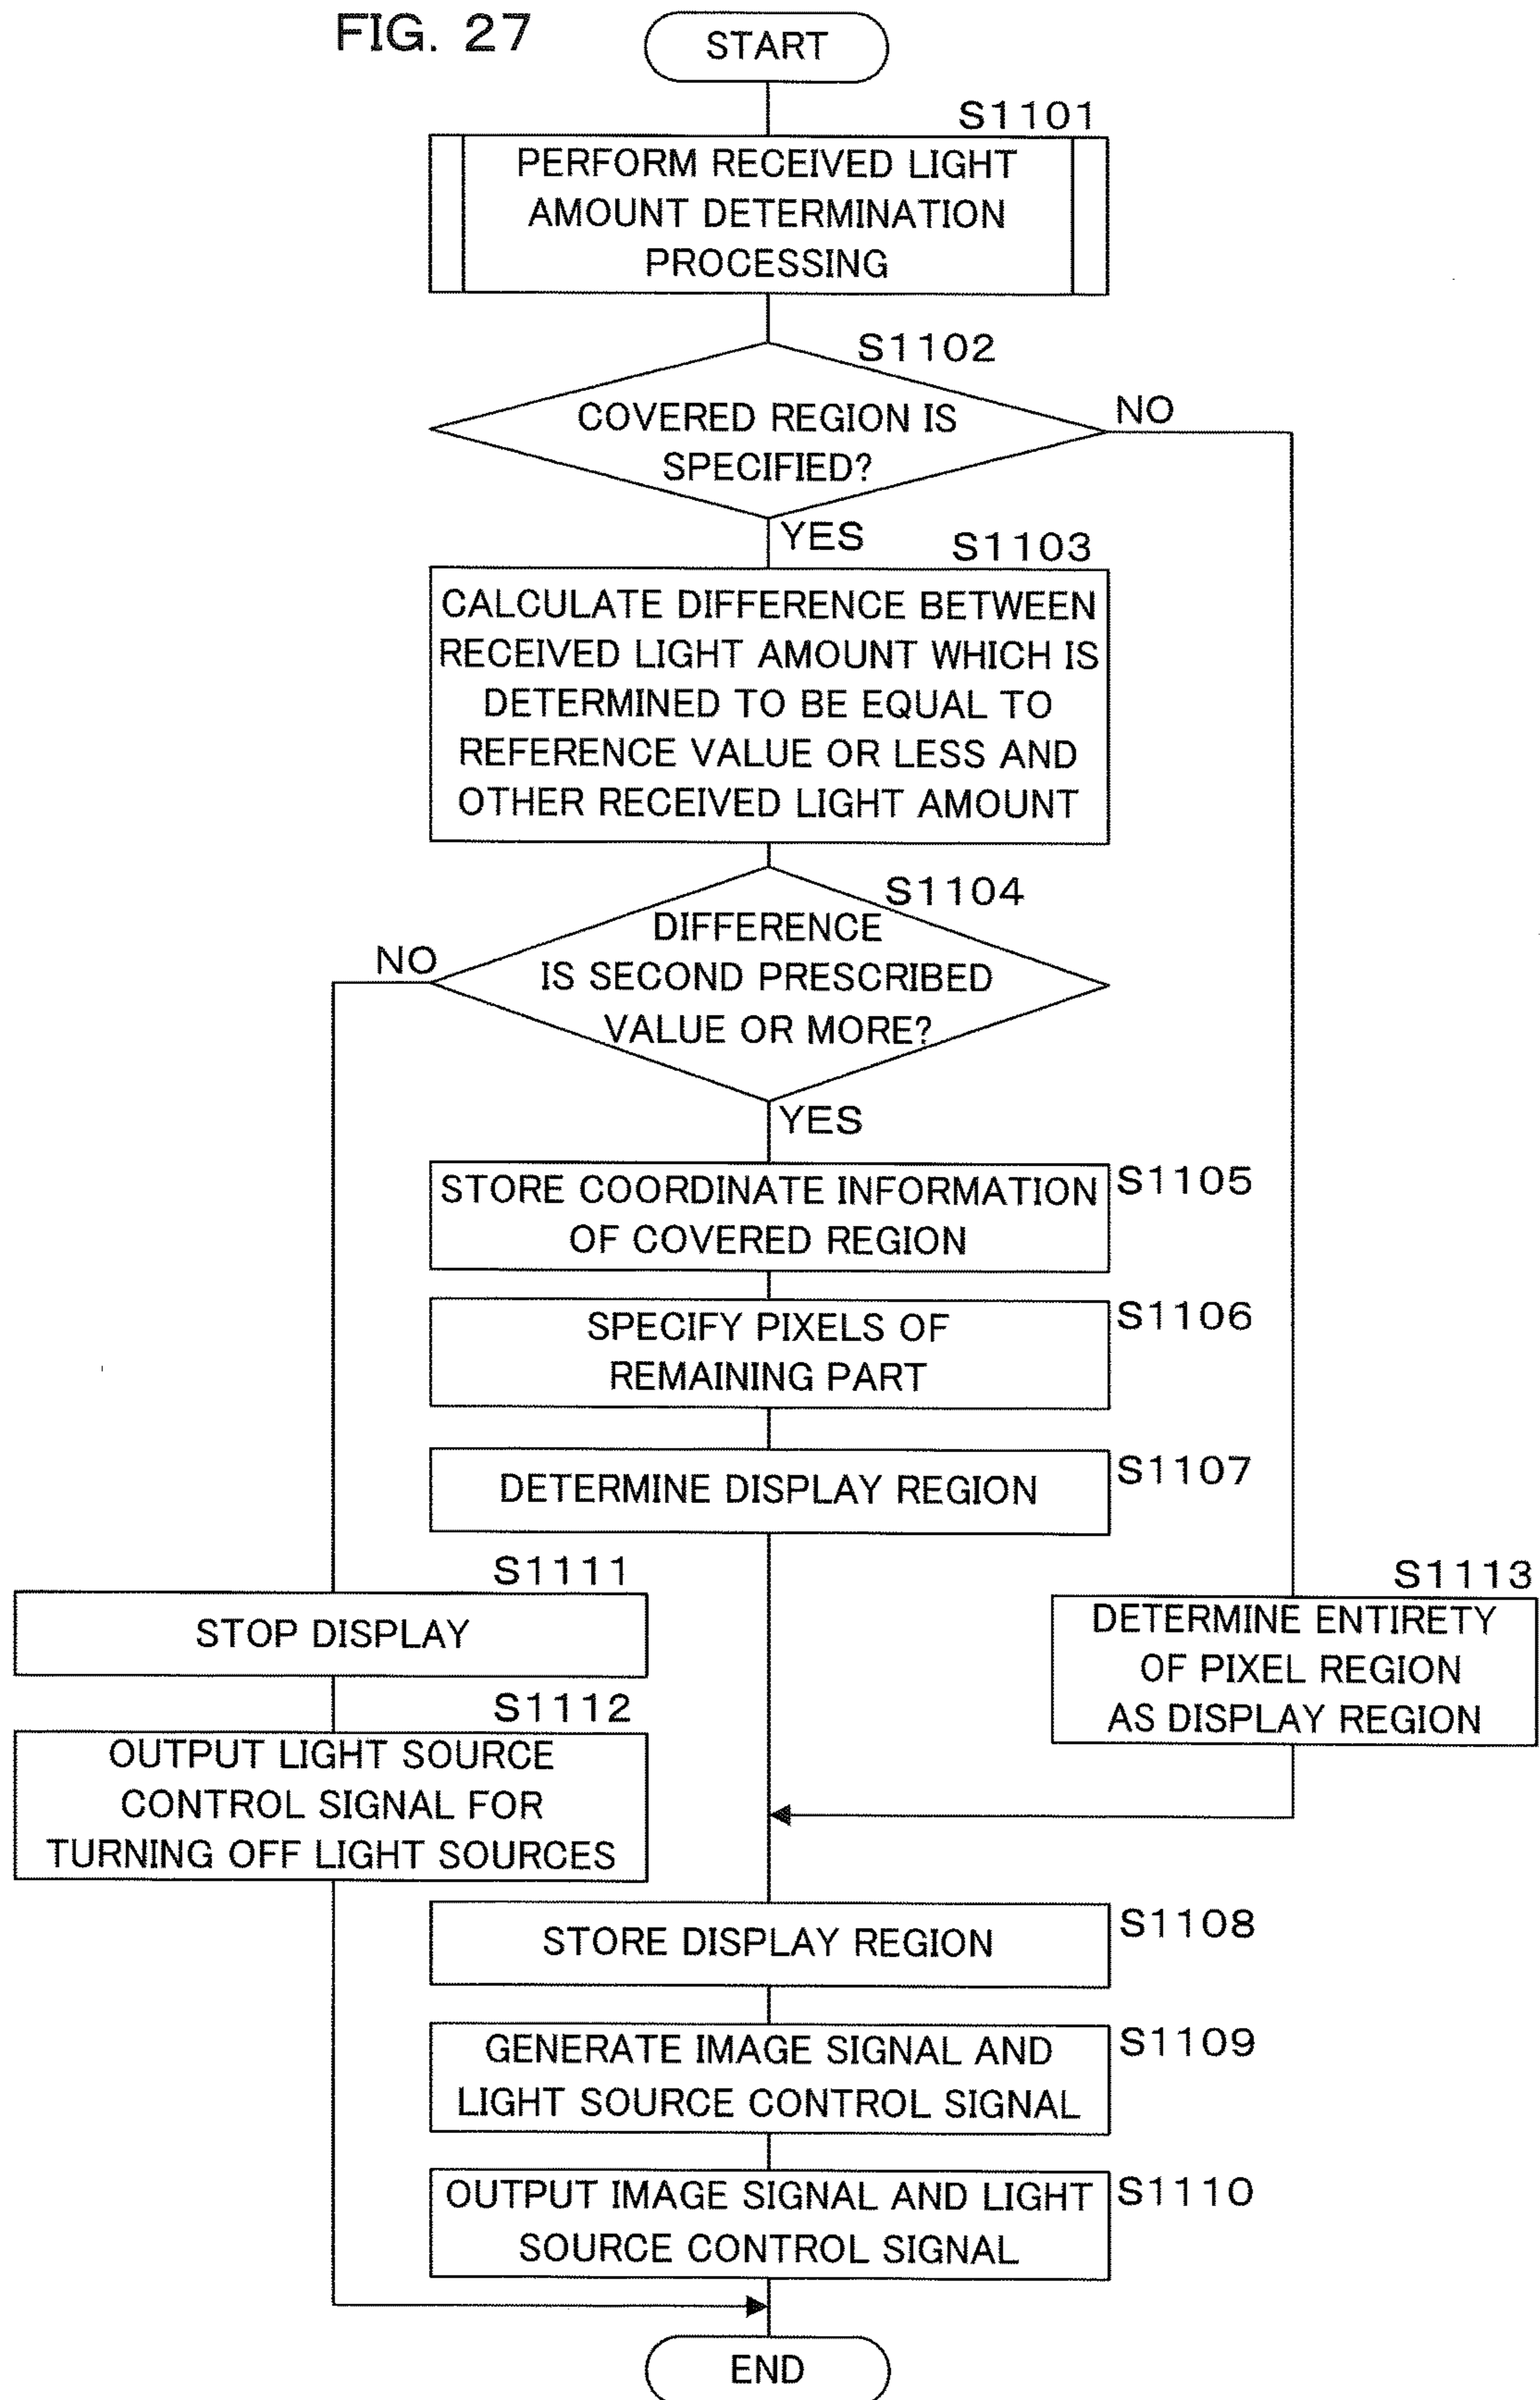 FIG. 27
START
S1101
PERFORM RECEIVED LIGHT
AMOUNT DETERMINATION
PROCESSING
S1102
COVERED REGION IS
SPECIFIED?
NO
YES
S1103
CALCULATE DIFFERENCE BETWEEN
RECEIVED LIGHT AMOUNT WHICH IS
DETERMINED TO BE EQUAL TO
REFERENCE VALUE OR LESS AND
OTHER RECEIVED LIGHT AMOUNT
S1104
DIFFERENCE
IS SECOND PRESCRIBED
VALUE OR MORE?
NO
YES
STORE COORDINATE INFORMATION
OF COVERED REGION
S1105
SPECIFY PIXELS OF
REMAINING PART
S1106
DETERMINE DISPLAY REGION
S1107
S1111
STOP DISPLAY
S1112
OUTPUT LIGHT SOURCE
CONTROL SIGNAL FOR
TURNING OFF LIGHT SOURCES
S1113
DETERMINE ENTIRETY
OF PIXEL REGION
AS DISPLAY REGION
STORE DISPLAY REGION
S1108
GENERATE IMAGE SIGNAL AND
LIGHT SOURCE CONTROL SIGNAL
S1109
OUTPUT IMAGE SIGNAL AND LIGHT
SOURCE CONTROL SIGNAL
S1110
END